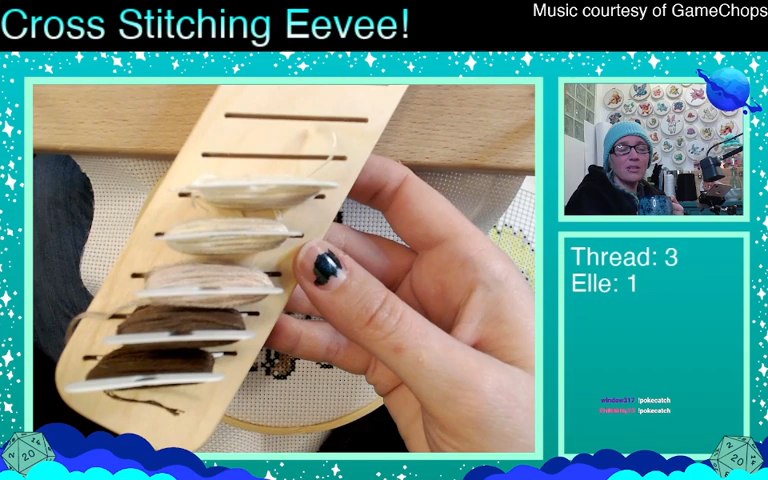 Cross Stitching Eevee!
Music courtesy of GameChops
Thread: 3
Elle: 1
!pokecatch
!pokecatch
20
20